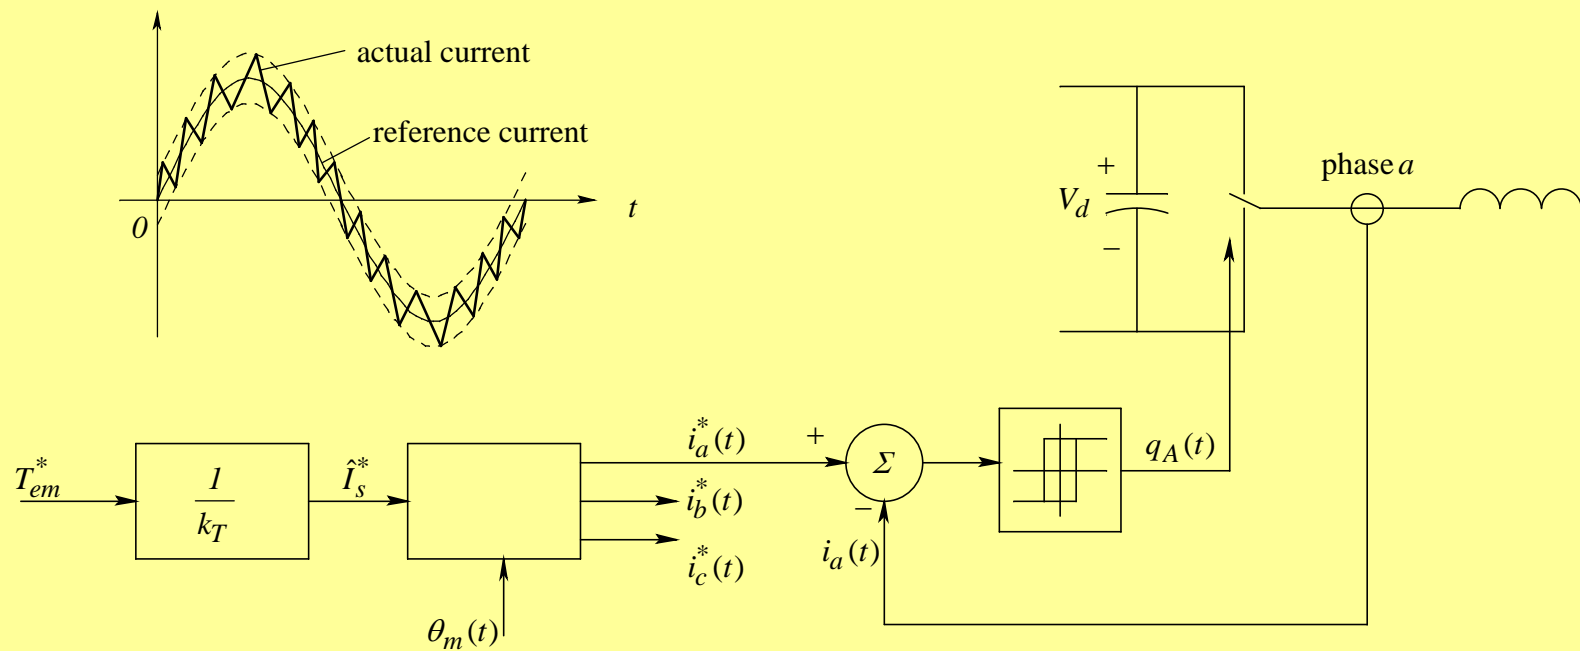 actual current
reference current
0
t
phase a
+
V_d
−
T_em^*
1
k_T
Î_s^*
θ_m(t)
i_a^*(t)
i_b^*(t)
i_c^*(t)
+
Σ
−
i_a(t)
q_A(t)